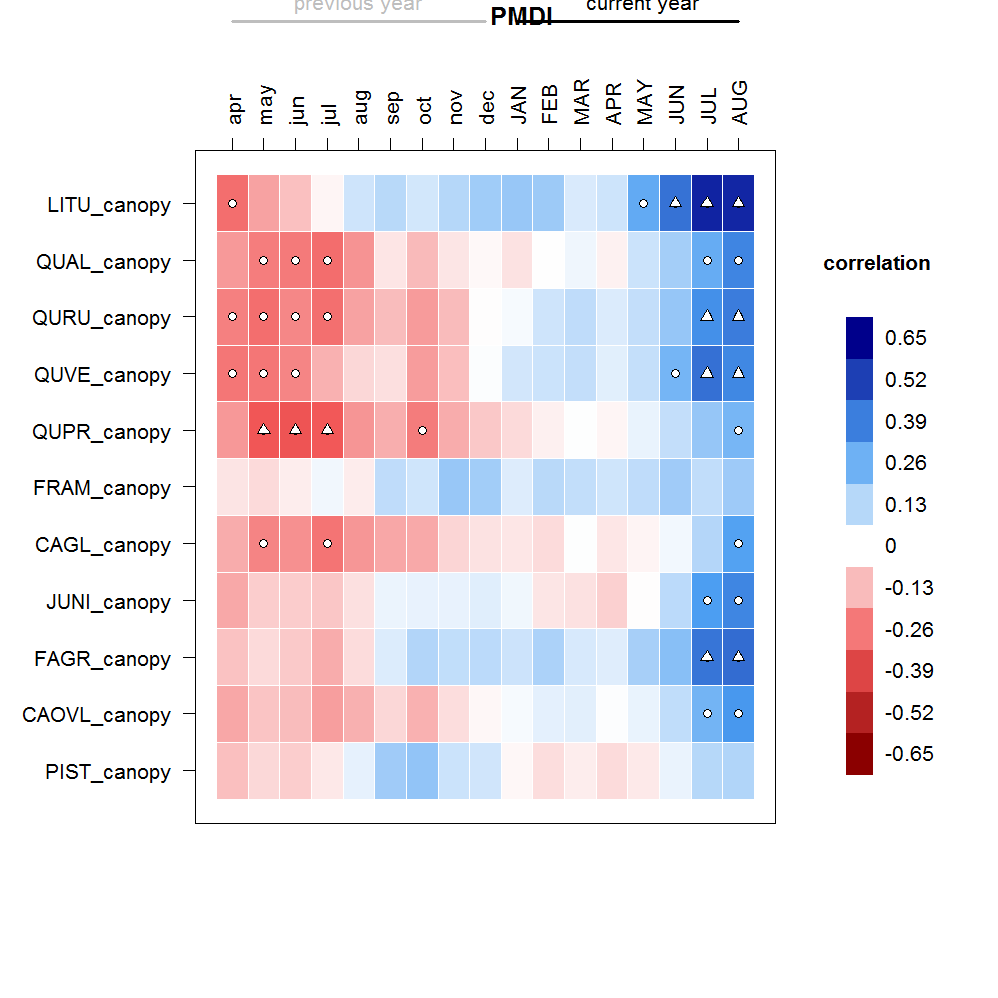 previous year
current year
PMDI
apr may jun jul aug sep oct nov dec JAN FEB MAR APR MAY JUN JUL AUG
LITU_canopy
QUAL_canopy
QURU_canopy
QUVE_canopy
QUPR_canopy
FRAM_canopy
CAGL_canopy
JUNI_canopy
FAGR_canopy
CAOVL_canopy
PIST_canopy
correlation
0.65
0.52
0.39
0.26
0.13
0
-0.13
-0.26
-0.39
-0.52
-0.65